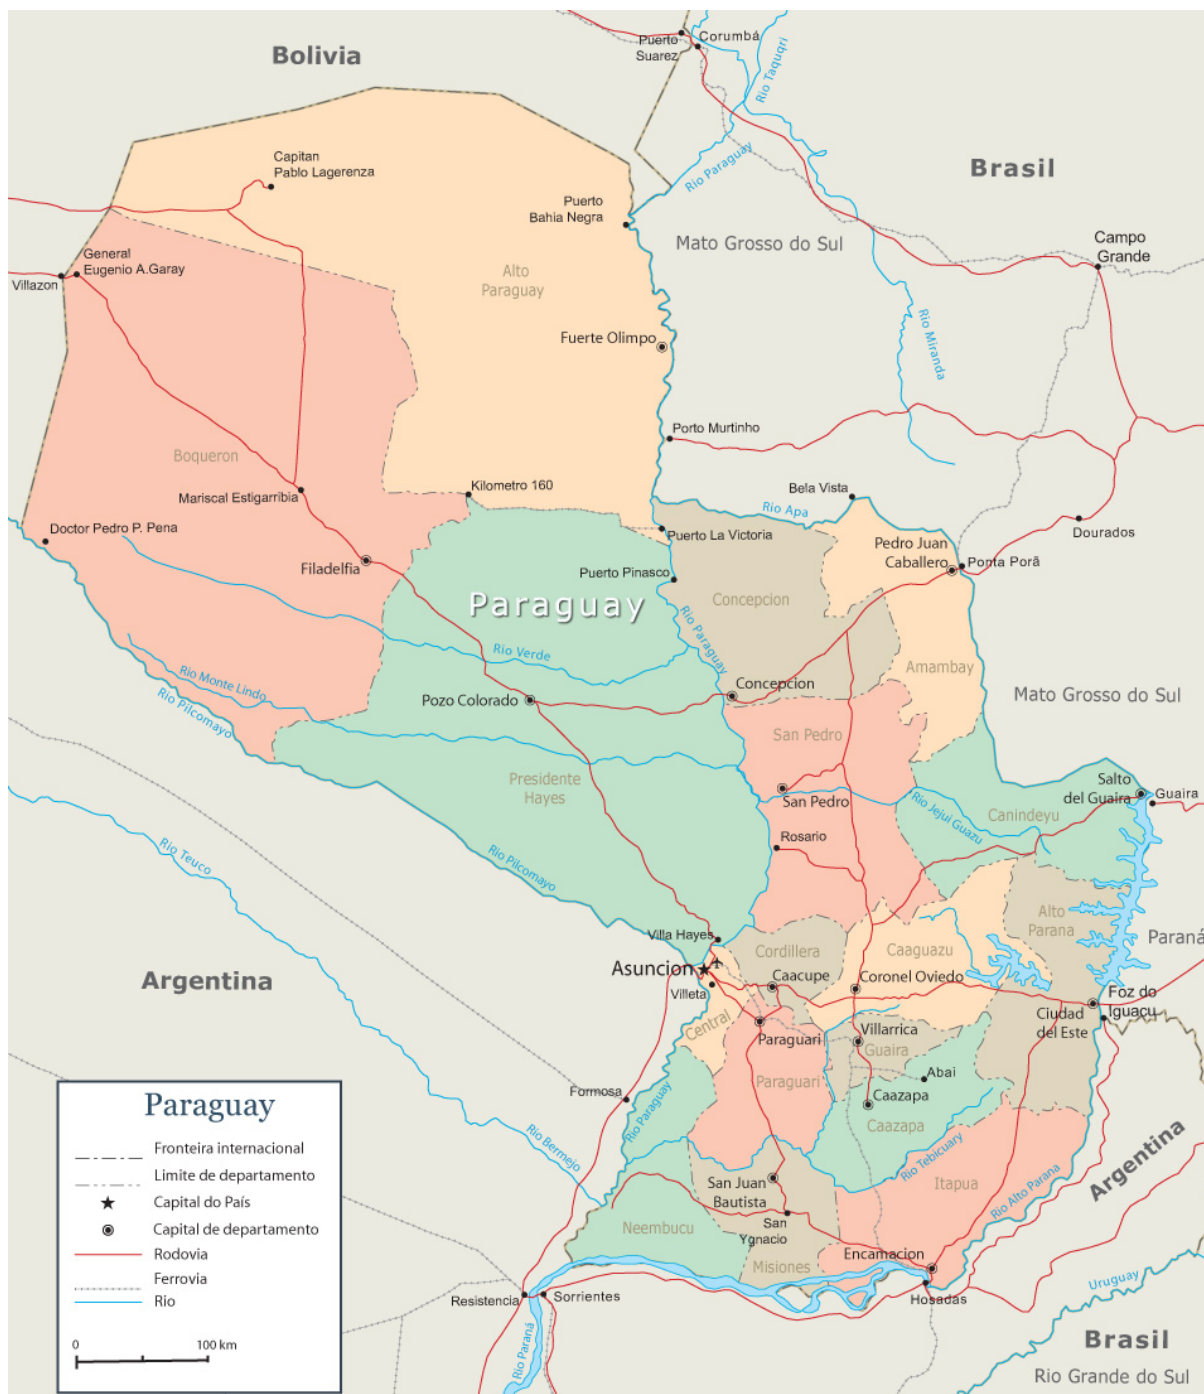 Bolivia
Puerto
Suarez
Corumbá
Rio Taquqri
Brasil
Capitan
Pablo Lagerenza
Rio Paraguay
Puerto
Bahia Negra
Mato Grosso do Sul
Campo
Grande
General
Eugenio A.Garay
Villazon
Alto
Paraguay
Rio Miranda
Fuerte Olimpo
Porto Murtinho
Boqueron
Mariscal Estigarribia
Kilometro 160
Bela Vista
Rio Apa
Doctor Pedro P. Pena
Puerto La Victoria
Dourados
Filadelfia
Puerto Pinasco
Pedro Juan
Caballero
Ponta Porã
Paraguay
Concepcion
Rio Paraguay
Rio Verde
Amambay
Rio Monte Lindo
Rio Pilcomayo
Pozo Colorado
Concepcion
Mato Grosso do Sul
San Pedro
Presidente
Hayes
San Pedro
Rio Jejui Guazu
Canindeyu
Salto
del Guaira
Guaira
Rosario
Rio Teuco
Rio Pilcomayo
Alto
Parana
Paraná
Villa Hayes
Cordillera
Caaguazu
Argentina
Asuncion
Villeta
Caacupe
Coronel Oviedo
Foz do
Iguaçu
Ciudad
del Este
Central
Paraguari
Villarrica
Guaira
Abai
Paraguari
Caazapa
Caazapa
Formosa
Rio Paraguay
Rio Bermejo
Rio Tebicuary
Argentina
San Juan
Bautista
Itapua
Rio Alto Parana
Neembucu
San
Ygnacio
Misiones
Encarnacion
Hosadas
Uruguay
Resistencia
Sorrientes
Rio Paraná
Brasil
Rio Grande do Sul
Paraguay
Fronteira internacional
Limite de departamento
Capital do País
Capital do departamento
Rodovia
Ferrovia
Rio
0
100 km